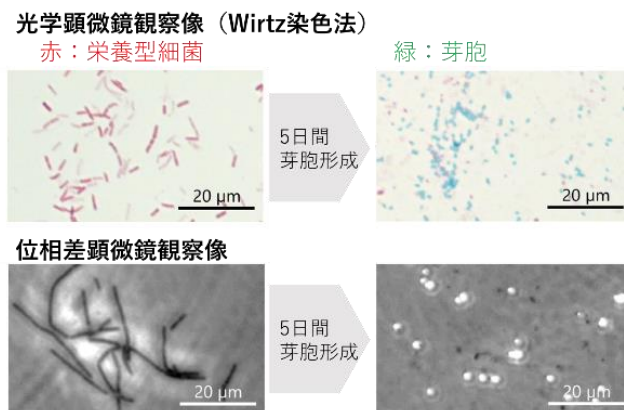 光学顕微鏡観察像（Wirtz染色法）
赤：栄養型細菌
緑：芽胞
5日間
芽胞形成
20 μm
20 μm
位相差顕微鏡観察像
5日間
芽胞形成
20 μm
20 μm